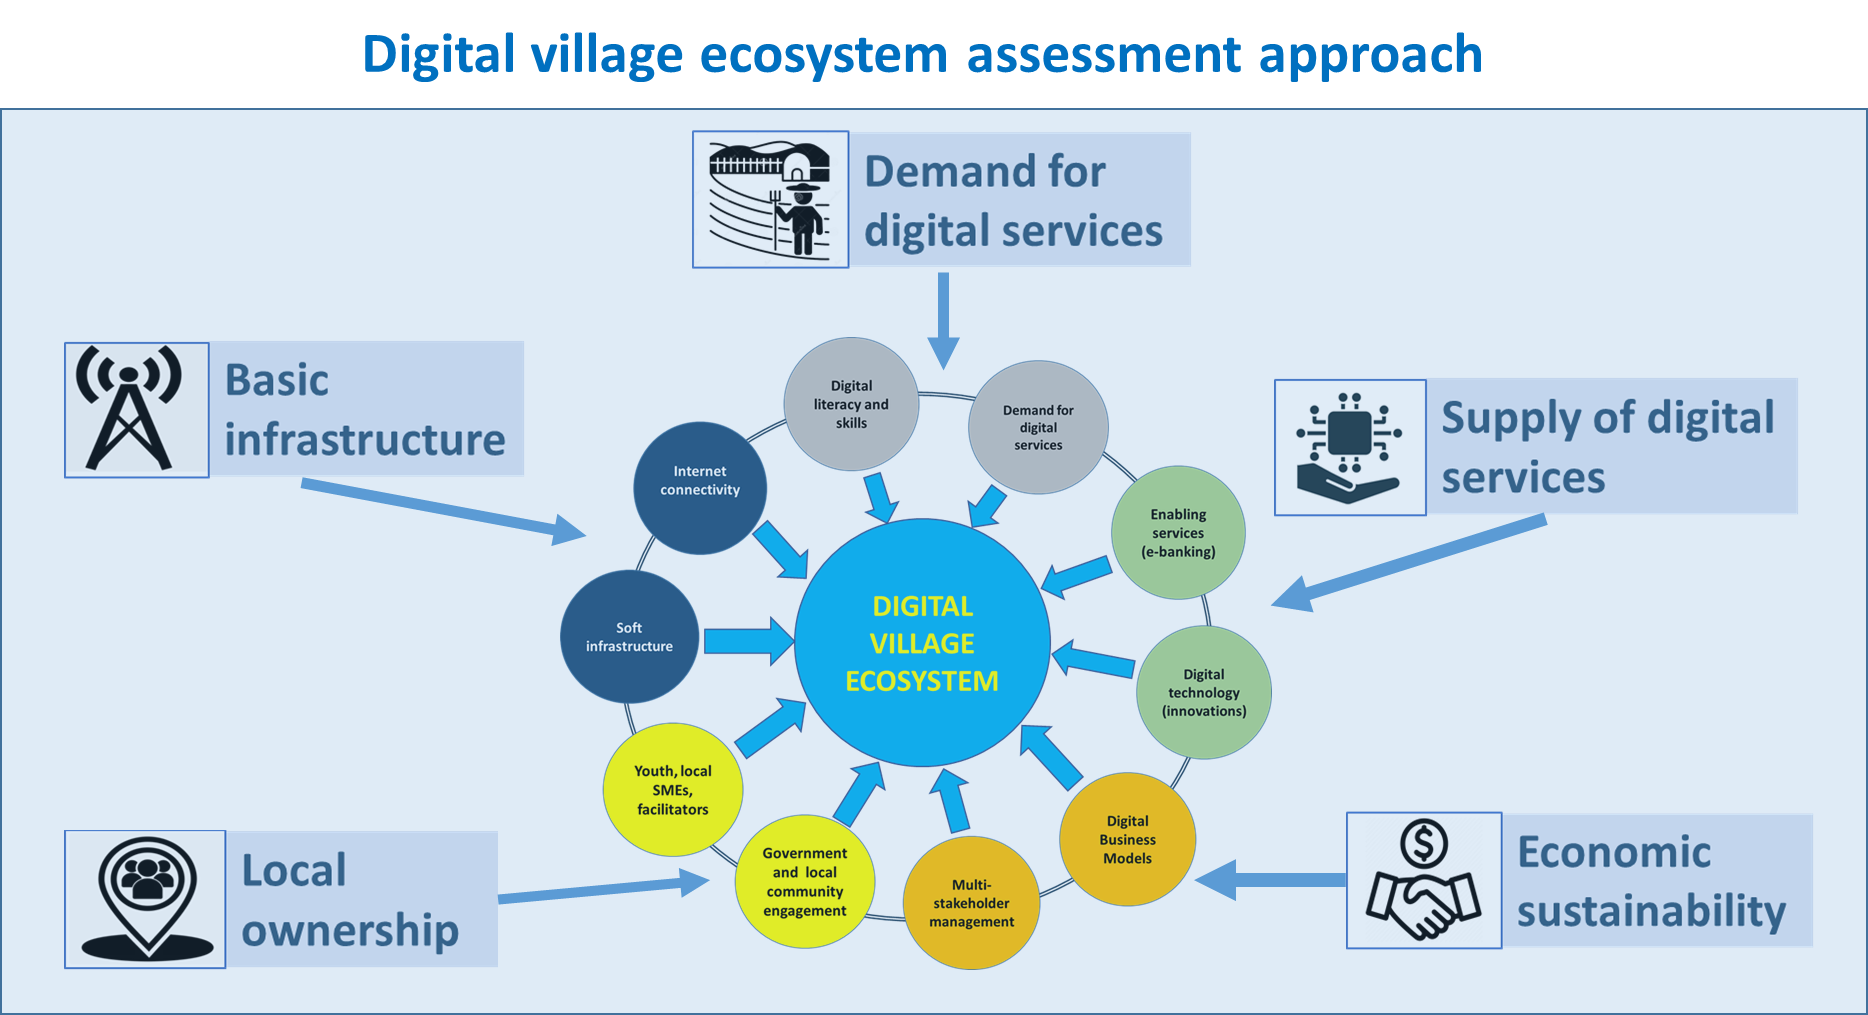 Digital village ecosystem assessment approach
Demand for
digital services
Basic
infrastructure
Supply of digital
services
Digital
literacy and
skills
Demand for
digital
services
Internet
connectivity
Enabling
services
(e-banking)
Soft
infrastructure
DIGITAL
VILLAGE
ECOSYSTEM
Digital
technology
(innovations)
Youth, local
SMEs,
facilitators
Digital
Business
Models
Government
and local
community
engagement
Multi-
stakeholder
management
Local
ownership
$
Economic
sustainability